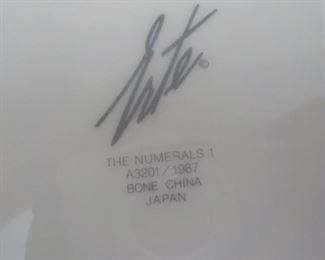 Erté©
THE NUMERALS 1
A3201/1987
BONE CHINA
JAPAN